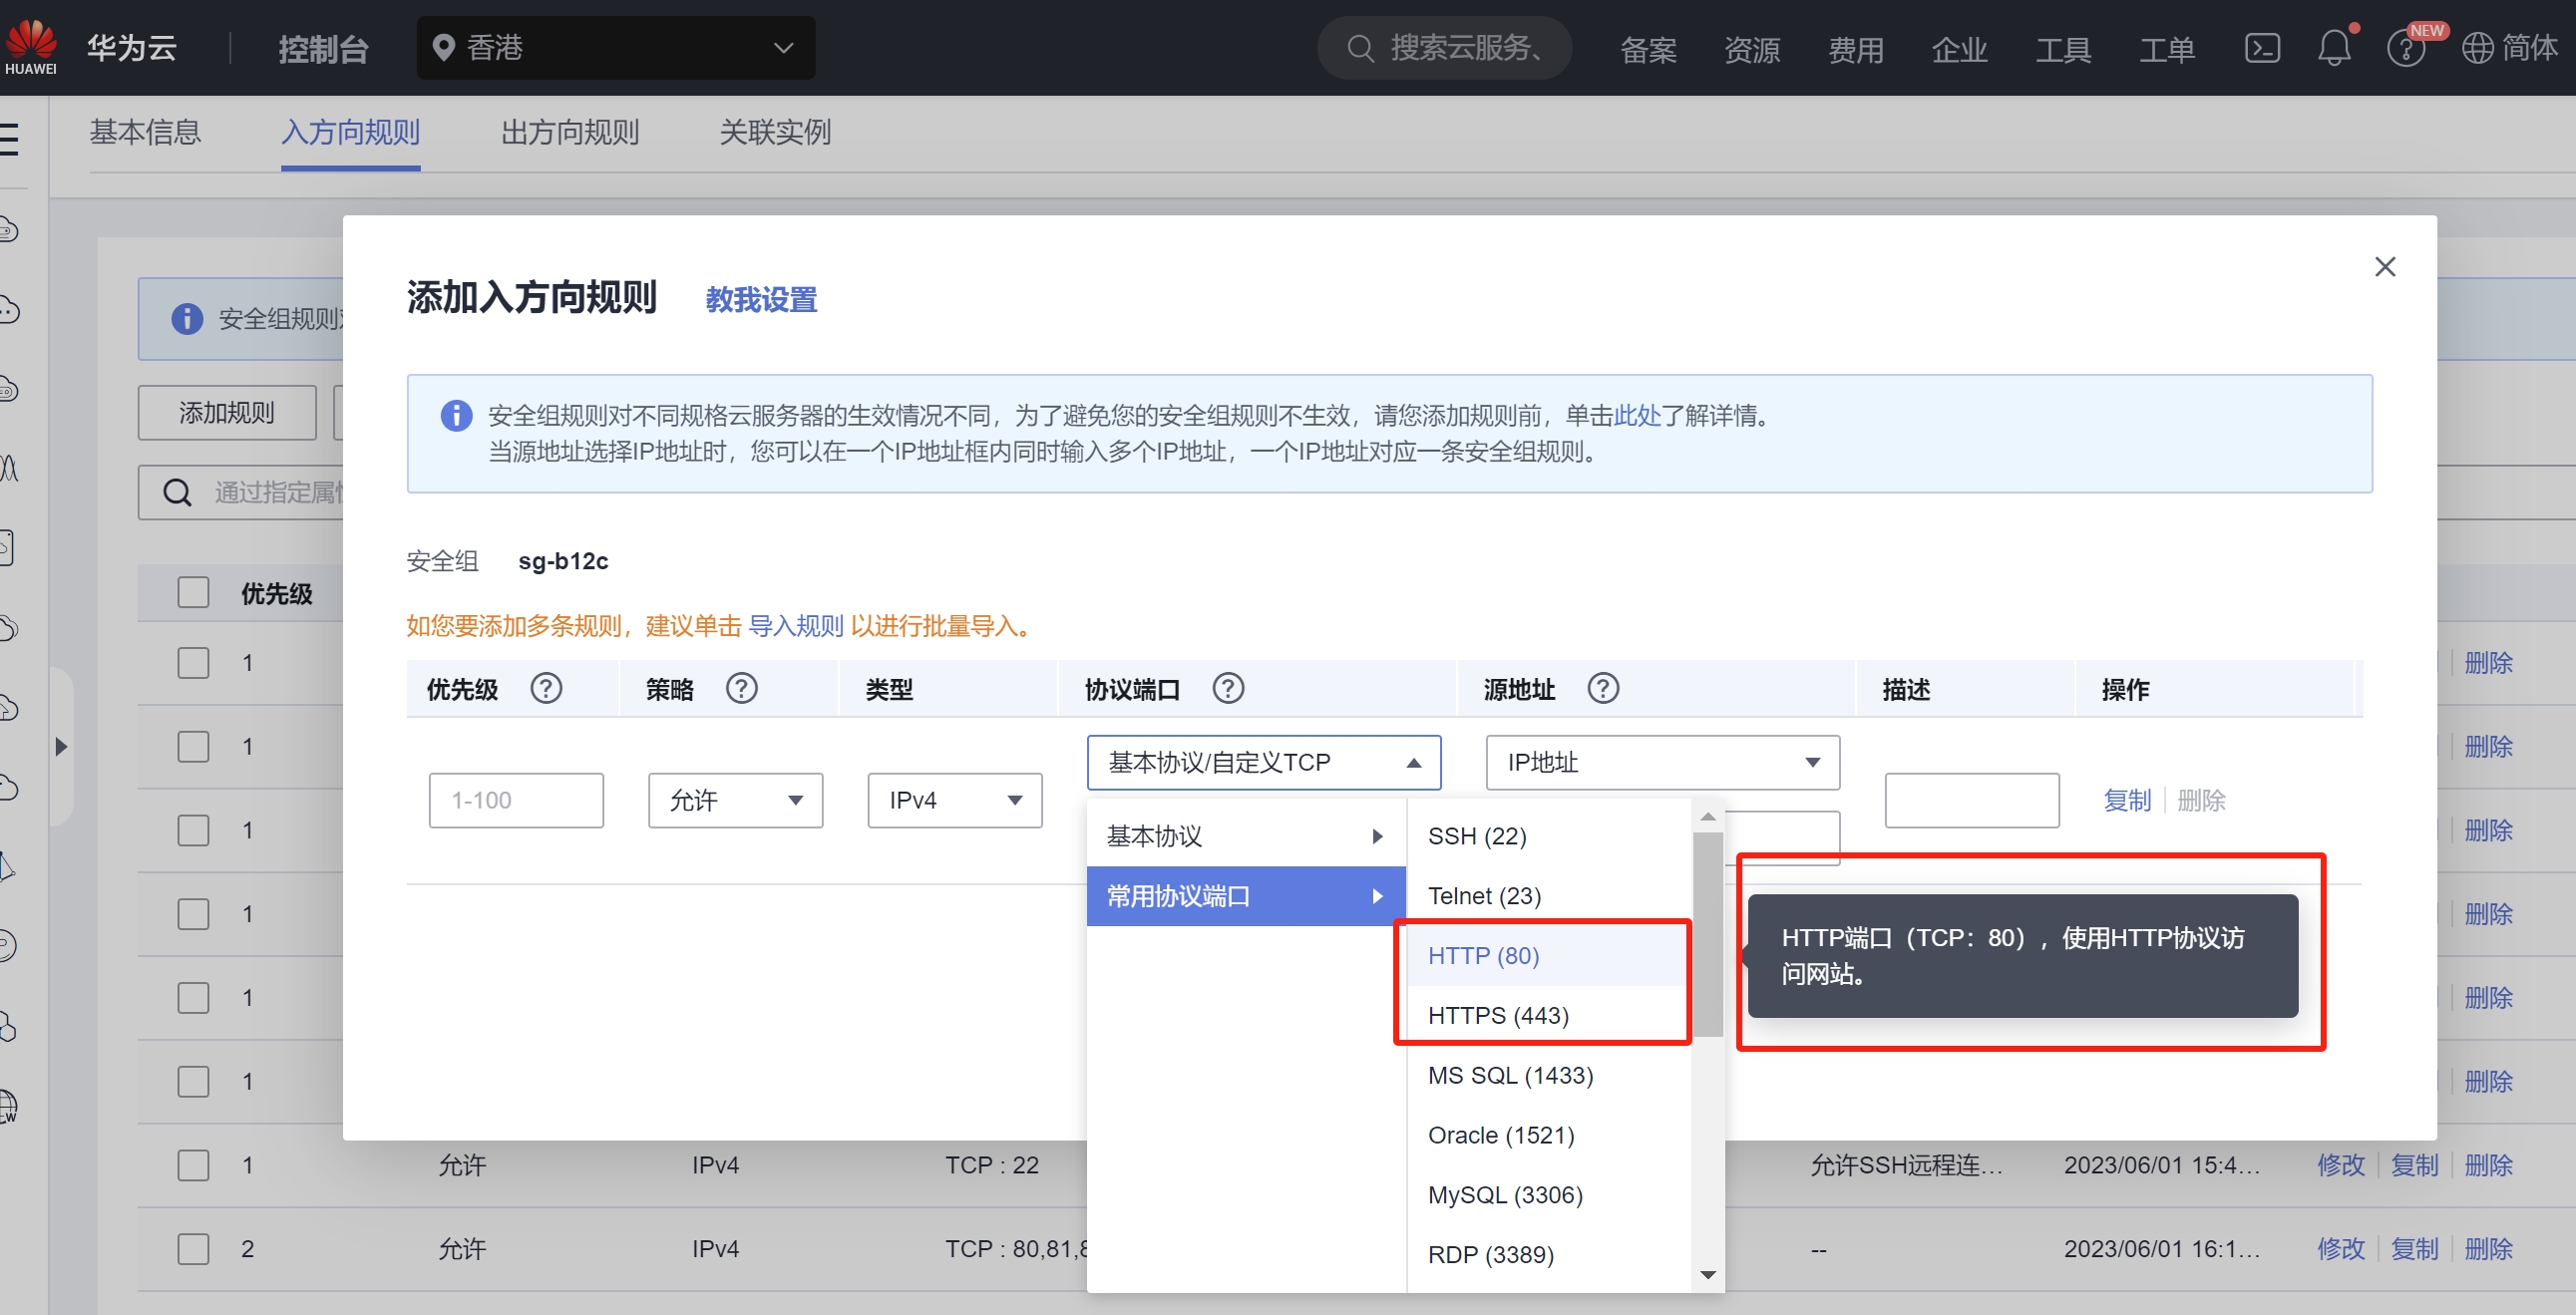 HUAWEI
华为云
控制台
香港
搜索云服务、
备案
资源
费用
企业
工具
工单
NEW
简体
基本信息
入方向规则
出方向规则
关联实例
添加入方向规则
教我设置
安全组规则
安全组规则对不同规格云服务器的生效情况不同，为了避免您的安全组规则不生效，请您添加规则前，单击此处了解详情。
当源地址选择IP地址时，您可以在一个IP地址框内同时输入多个IP地址，一个IP地址对应一条安全组规则。
添加规则
通过指定属
安全组 sg-b12c
如您要添加多条规则，建议单击 导入规则 以进行批量导入。
优先级
优先级 策略 类型 协议端口 源地址 描述 操作
1-100 允许 IPv4 基本协议/自定义TCP IP地址 复制 删除
基本协议
常用协议端口
SSH (22)
Telnet (23)
HTTP (80)
HTTPS (443)
MS SQL (1433)
Oracle (1521)
MySQL (3306)
RDP (3389)
HTTP端口（TCP：80），使用HTTP协议访
问网站。
1 删除
1 删除
1 删除
1 删除
1 删除
1 删除
1 允许 IPv4 TCP : 22 允许SSH远程连... 2023/06/01 15:4... 修改 复制 删除
2 允许 IPv4 TCP : 80,81, -- 2023/06/01 16:1... 修改 复制 删除